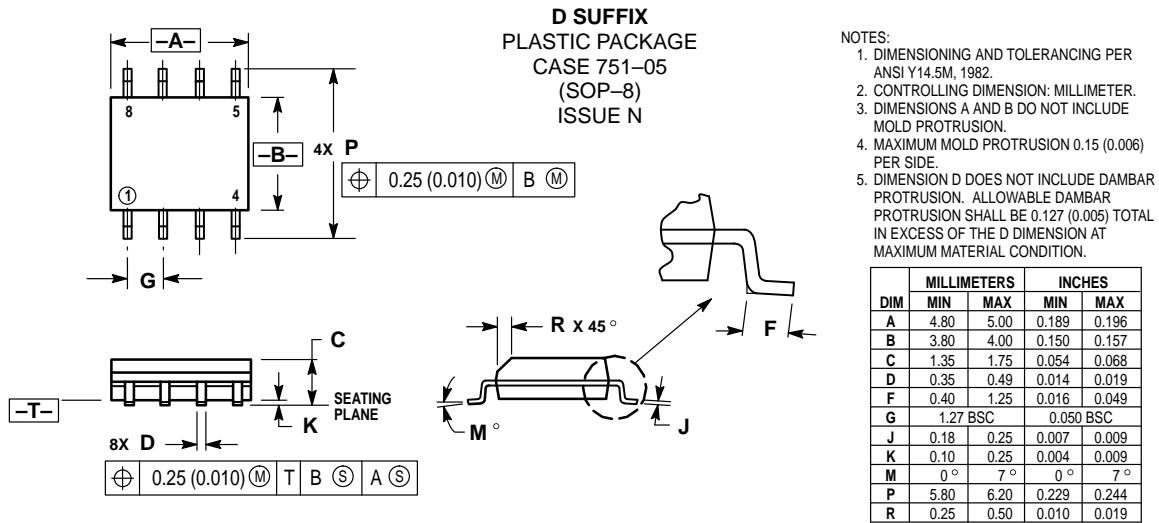 D SUFFIX
PLASTIC PACKAGE
CASE 751–05
(SOP–8)
ISSUE N
–A–
8 5
1 4
–B–
4X P
⌖ 0.25 (0.010) Ⓜ B Ⓜ
G
C
R X 45°
F
–T–
K
SEATING
PLANE
M°
J
8X D
⌖ 0.25 (0.010) Ⓜ T B Ⓢ A Ⓢ
NOTES:
1. DIMENSIONING AND TOLERANCING PER
ANSI Y14.5M, 1982.
2. CONTROLLING DIMENSION: MILLIMETER.
3. DIMENSIONS A AND B DO NOT INCLUDE
MOLD PROTRUSION.
4. MAXIMUM MOLD PROTRUSION 0.15 (0.006)
PER SIDE.
5. DIMENSION D DOES NOT INCLUDE DAMBAR
PROTRUSION. ALLOWABLE DAMBAR
PROTRUSION SHALL BE 0.127 (0.005) TOTAL
IN EXCESS OF THE D DIMENSION AT
MAXIMUM MATERIAL CONDITION.
MILLIMETERS INCHES
DIM MIN MAX MIN MAX
A 4.80 5.00 0.189 0.196
B 3.80 4.00 0.150 0.157
C 1.35 1.75 0.054 0.068
D 0.35 0.49 0.014 0.019
F 0.40 1.25 0.016 0.049
G 1.27 BSC 0.050 BSC
J 0.18 0.25 0.007 0.009
K 0.10 0.25 0.004 0.009
M 0° 7° 0° 7°
P 5.80 6.20 0.229 0.244
R 0.25 0.50 0.010 0.019